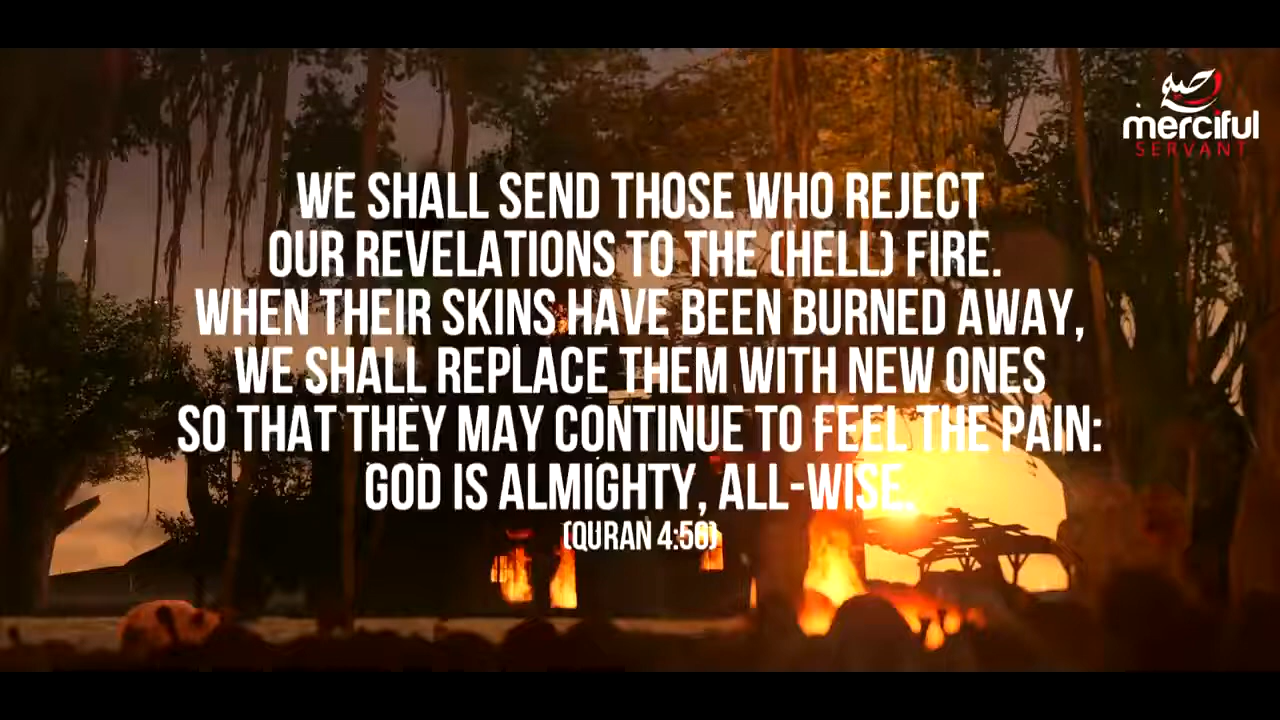 merciful
SERVANT
WE SHALL SEND THOSE WHO REJECT
OUR REVELATIONS TO THE (HELL) FIRE.
WHEN THEIR SKINS HAVE BEEN BURNED AWAY,
WE SHALL REPLACE THEM WITH NEW ONES
SO THAT THEY MAY CONTINUE TO FEEL THE PAIN:
GOD IS ALMIGHTY, ALL-WISE.
(QURAN 4:56)